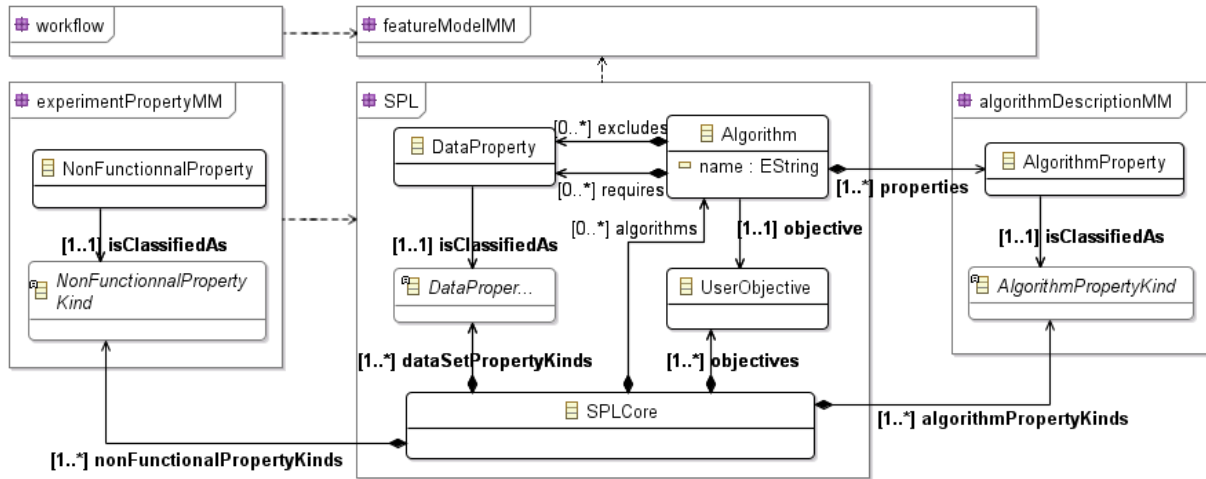 workflow
featureModelMM
experimentPropertyMM
SPL
algorithmDescriptionMM
[0..*] excludes
DataProperty
Algorithm
name : EString
NonFunctionnalProperty
AlgorithmProperty
[0..*] requires
[1..*] properties
[0..*] algorithms
[1..1] objective
[1..1] isClassifiedAs
[1..1] isClassifiedAs
[1..1] isClassifiedAs
NonFunctionnalProperty
Kind
DataProper...
UserObjective
AlgorithmPropertyKind
[1..*] dataSetPropertyKinds
[1..*] objectives
SPLCore
[1..*] algorithmPropertyKinds
[1..*] nonFunctionalPropertyKinds